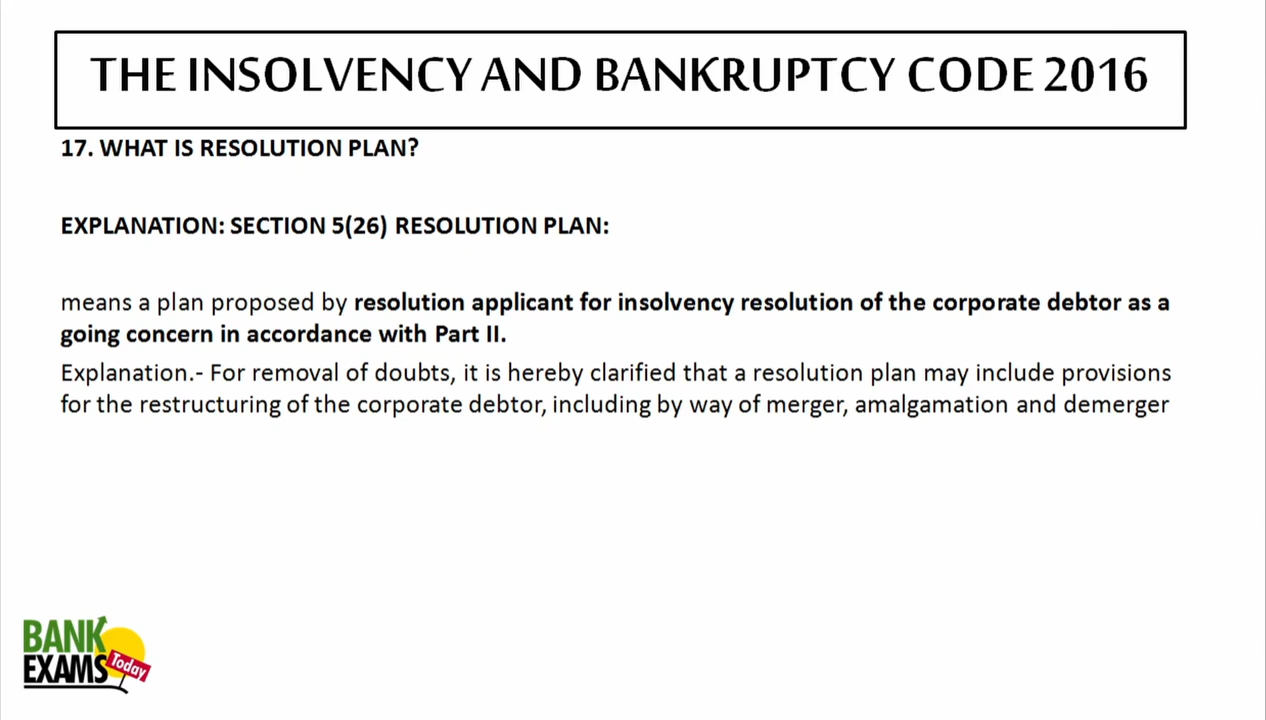 THE INSOLVENCY AND BANKRUPTCY CODE 2016
17. WHAT IS RESOLUTION PLAN?
EXPLANATION: SECTION 5(26) RESOLUTION PLAN:
means a plan proposed by resolution applicant for insolvency resolution of the corporate debtor as a
going concern in accordance with Part II.
Explanation.- For removal of doubts, it is hereby clarified that a resolution plan may include provisions
for the restructuring of the corporate debtor, including by way of merger, amalgamation and demerger
BANK
EXAMS
Today